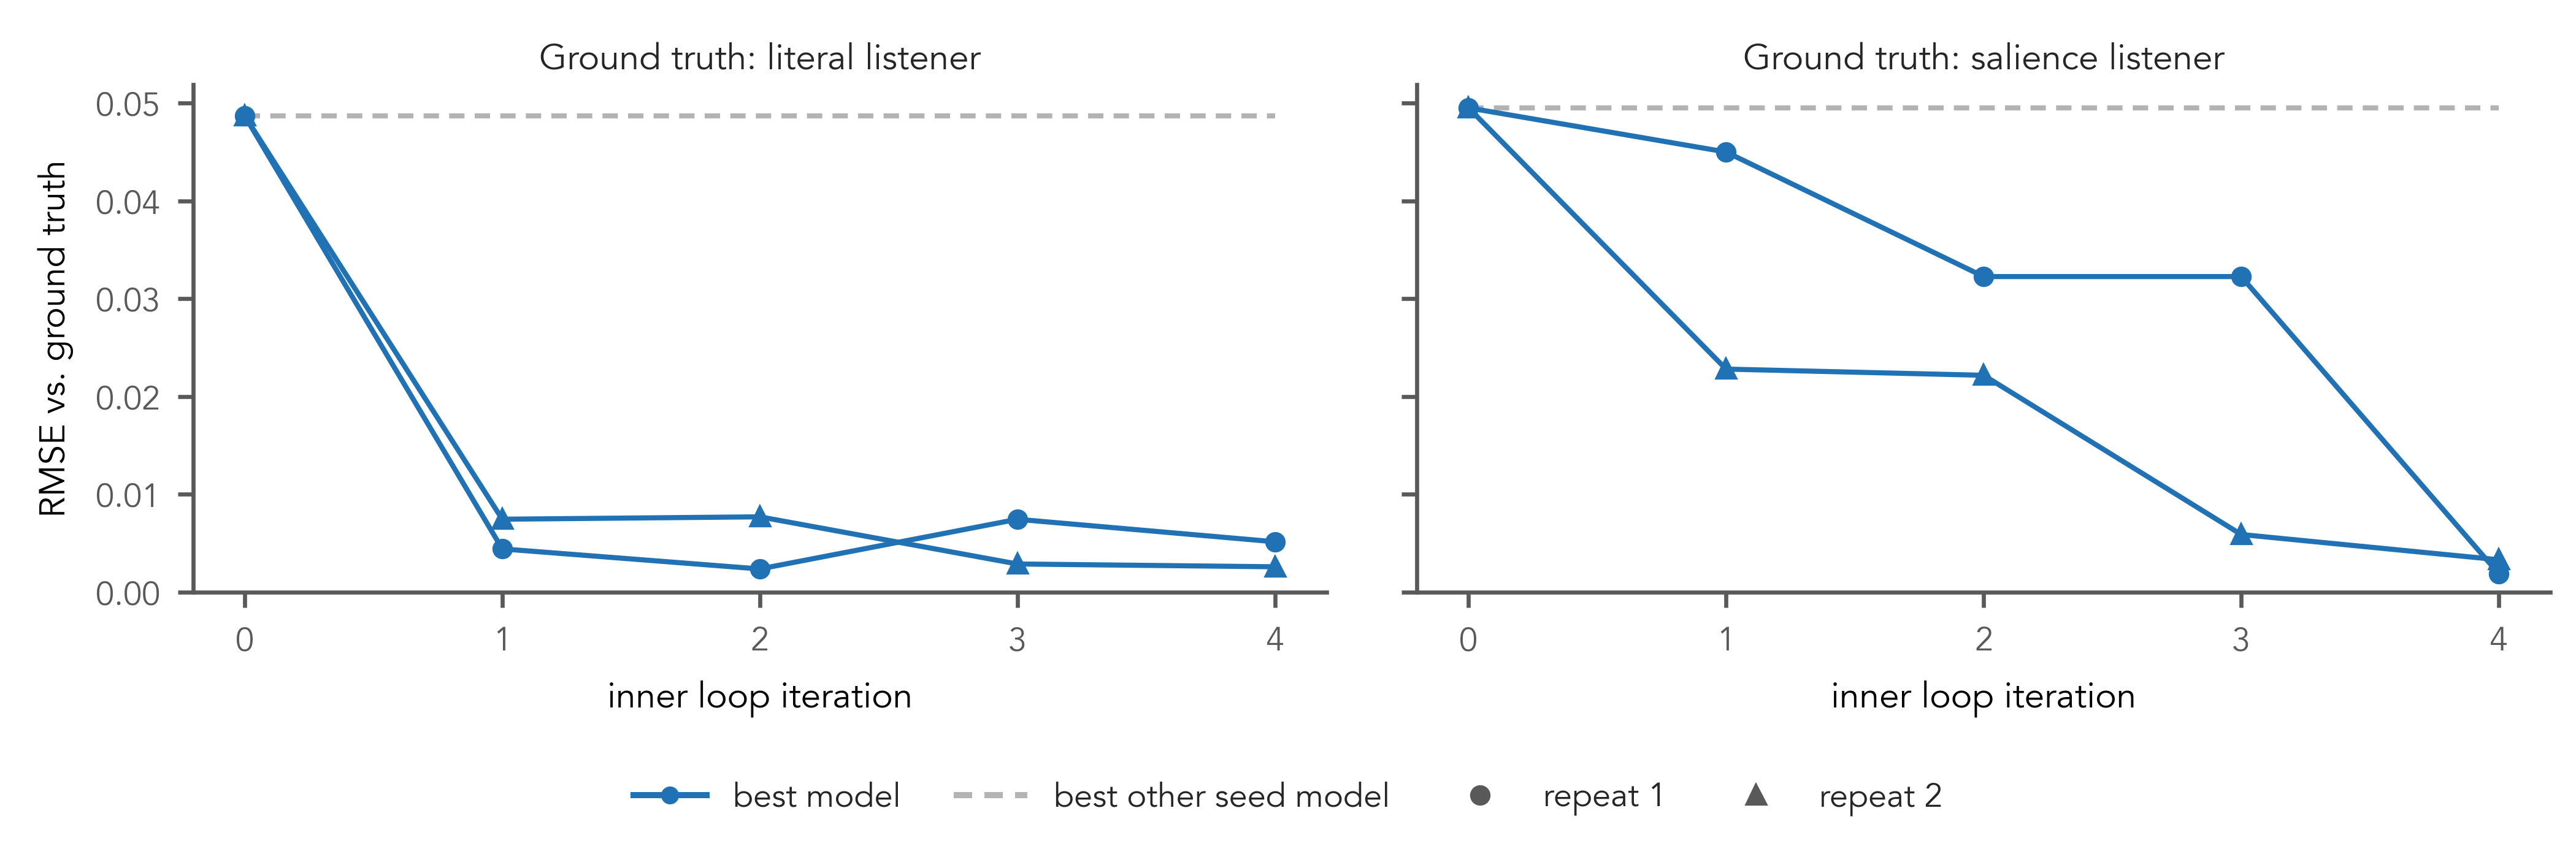 Ground truth: literal listener
Ground truth: salience listener
RMSE vs. ground truth
0.05
0.04
0.03
0.02
0.01
0.00
0 1 2 3 4
0 1 2 3 4
inner loop iteration
inner loop iteration
best model best other seed model repeat 1 repeat 2